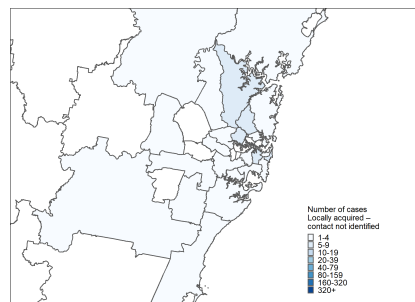 Number of cases
Locally acquired –
contact not identified
1-4
5-9
10-19
20-39
40-79
80-159
160-320
320+